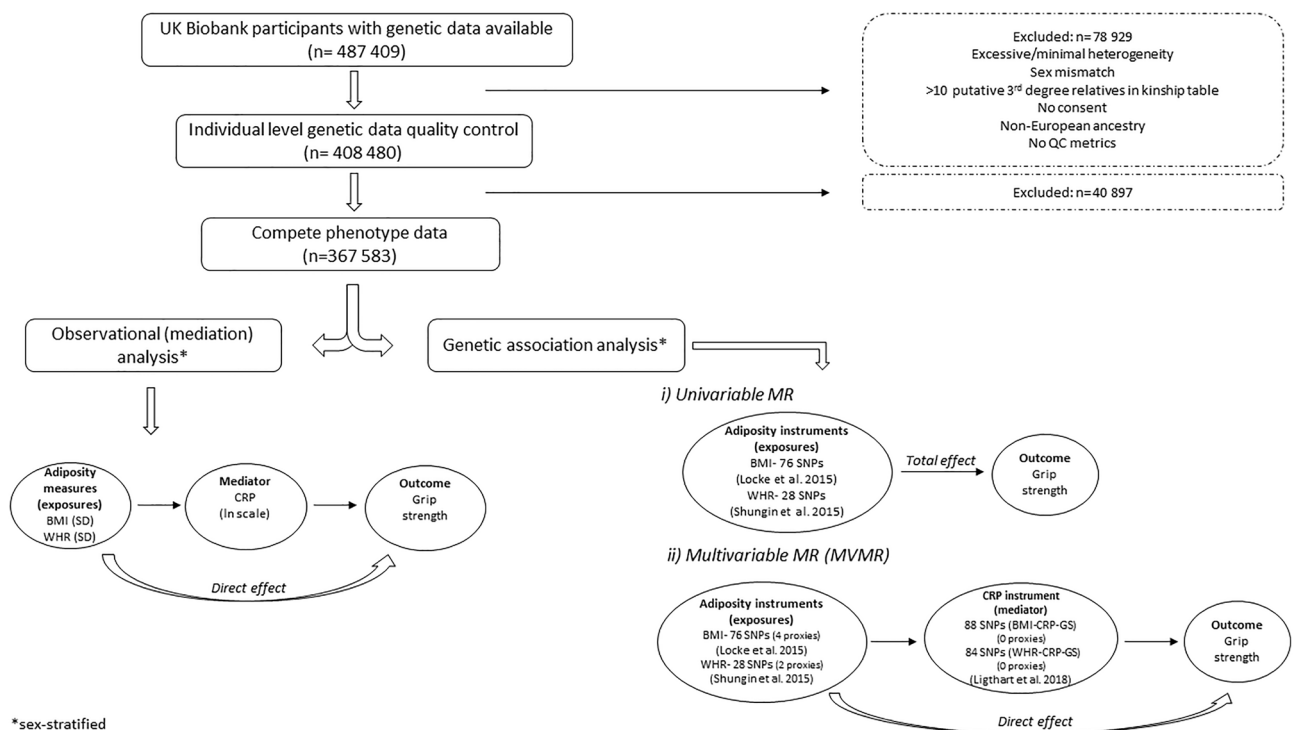 UK Biobank participants with genetic data available
(n= 487 409)
Excluded: n=78 929
Excessive/minimal heterogeneity
Sex mismatch
>10 putative 3rd degree relatives in kinship table
No consent
Non-European ancestry
No QC metrics
Individual level genetic data quality control
(n= 408 480)
Excluded: n=40 897
Compete phenotype data
(n=367 583)
Observational (mediation)
analysis*
Genetic association analysis*
Adiposity
measures
(exposures)
BMI (SD)
WHR (SD)
Mediator
CRP
(ln scale)
Outcome
Grip
strength
Direct effect
i) Univariable MR
Adiposity instruments
(exposures)
BMI- 76 SNPs
(Locke et al. 2015)
WHR- 28 SNPs
(Shungin et al. 2015)
Total effect
Outcome
Grip
strength
ii) Multivariable MR (MVMR)
Adiposity instruments
(exposures)
BMI- 76 SNPs (4 proxies)
(Locke et al. 2015)
WHR- 28 SNPs (2 proxies)
(Shungin et al. 2015)
CRP instrument
(mediator)
88 SNPs (BMI-CRP-GS)
(0 proxies)
84 SNPs (WHR-CRP-GS)
(0 proxies)
(Ligthart et al. 2018)
Outcome
Grip
strength
Direct effect
*sex-stratified